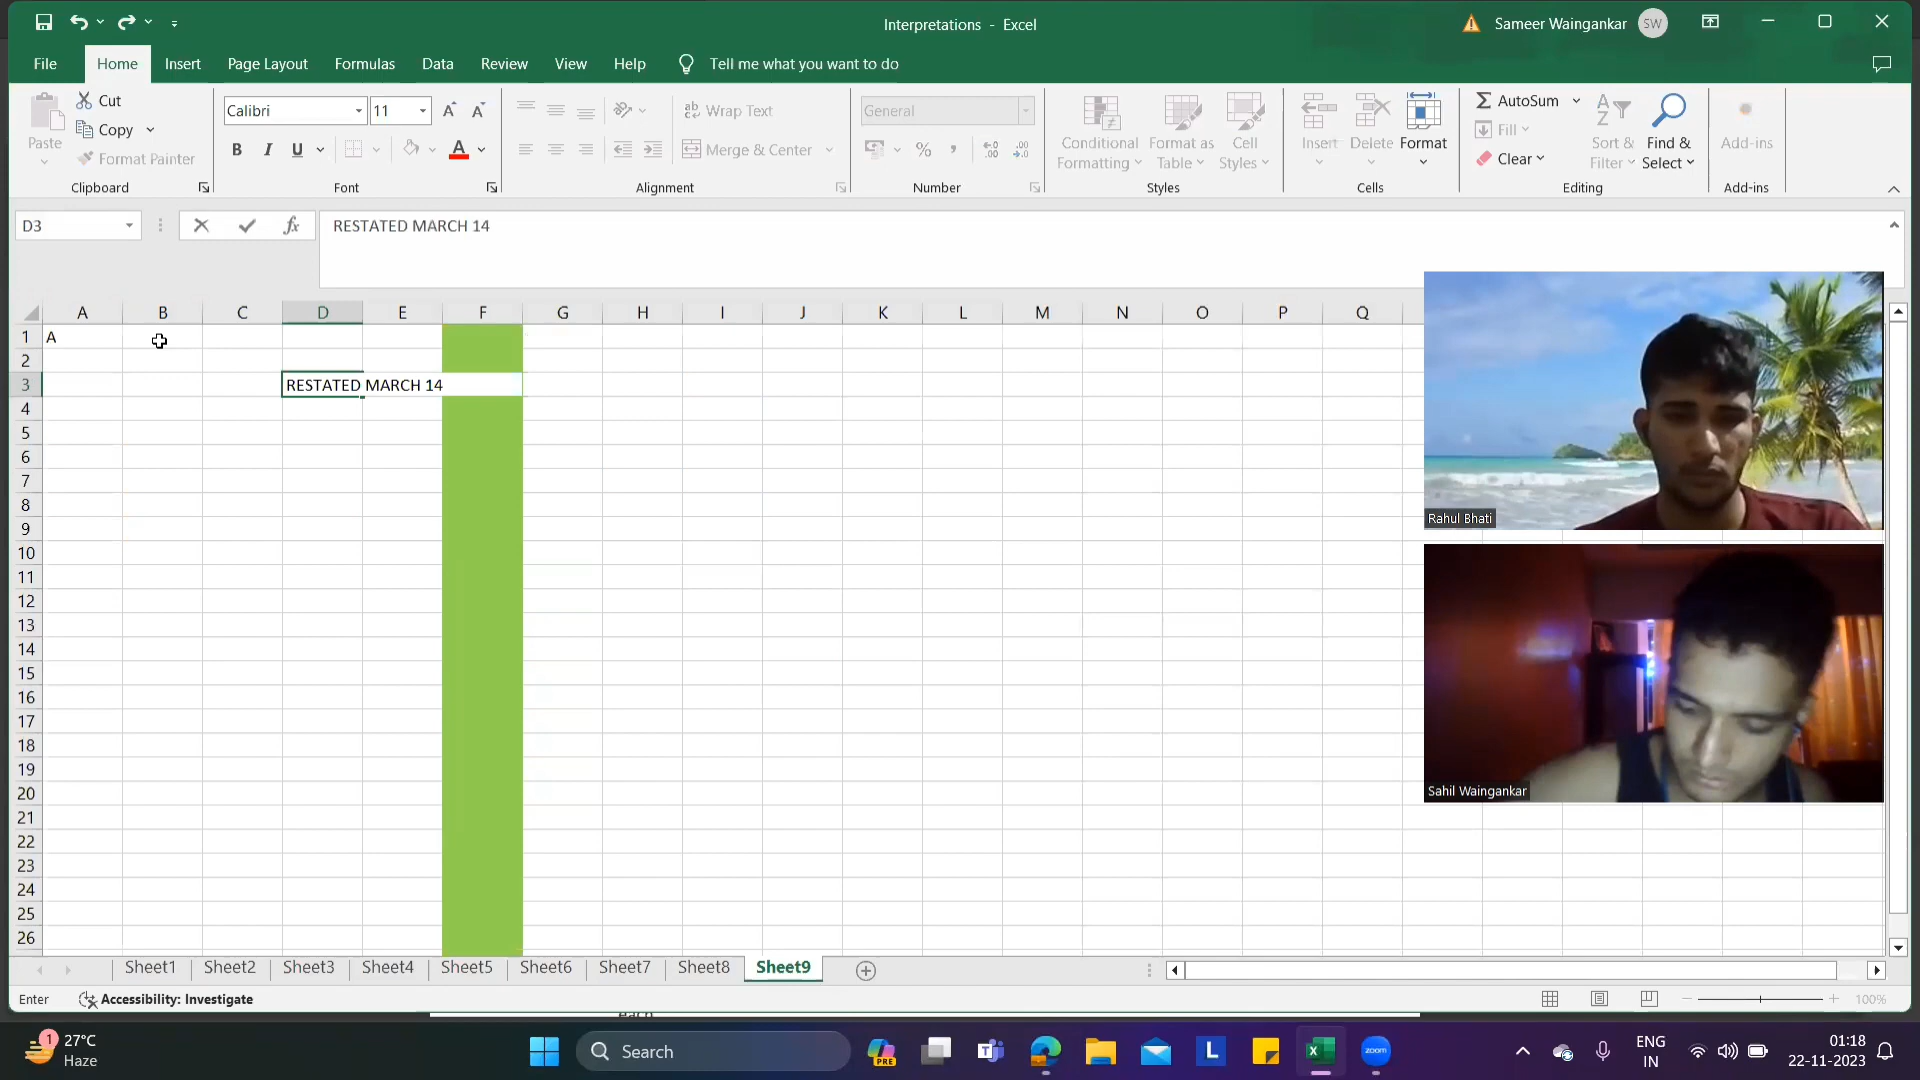 Interpretations - Excel
Sameer Waingankar
SW
File
Home
Insert
Page Layout
Formulas
Data
Review
View
Help
Tell me what you want to do
Paste
Cut
Copy
Format Painter
Clipboard
Calibri
11
B I U
A
Font
Wrap Text
Merge & Center
Alignment
General
%
Number
Conditional Formatting
Format as Table
Cell Styles
Styles
Insert
Delete
Format
Cells
AutoSum
Fill
Clear
Sort & Filter
Find & Select
Editing
Add-ins
Add-ins
D3
fx
RESTATED MARCH 14
A B C D E F G H I J K L M N O P Q
1 A
2
3 RESTATED MARCH 14
4
5
6
7
8
9
10
11
12
13
14
15
16
17
18
19
20
21
22
23
24
25
26
Rahul Bhati
Sahil Waingankar
Sheet1 Sheet2 Sheet3 Sheet4 Sheet5 Sheet6 Sheet7 Sheet8 Sheet9
Enter
Accessibility: Investigate
100%
1
27°C
Haze
Search
PRE
L
zoom
ENG
IN
01:18
22-11-2023